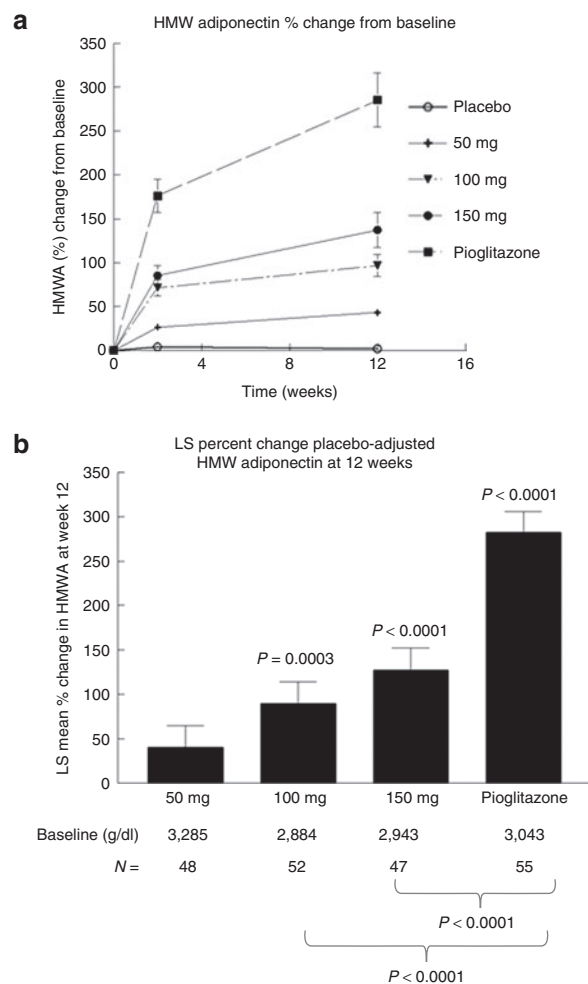 a
HMW adiponectin % change from baseline
HMWA (%) change from baseline
350
300
250
200
150
100
50
0
0 4 8 12 16
Time (weeks)
Placebo
50 mg
100 mg
150 mg
Pioglitazone
b
LS percent change placebo-adjusted
HMW adiponectin at 12 weeks
LS mean % change in HMWA at week 12
350
300
250
200
150
100
50
0
P = 0.0003
P < 0.0001
P < 0.0001
50 mg 100 mg 150 mg Pioglitazone
Baseline (g/dl) 3,285 2,884 2,943 3,043
N = 48 52 47 55
P < 0.0001
P < 0.0001